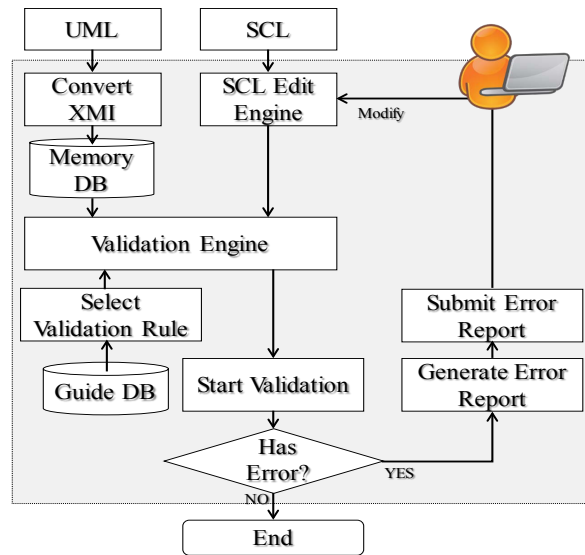 UML
SCL
Convert
XMI
SCL Edit
Engine
Modify
Memory
DB
Validation Engine
Select
Validation Rule
Submit Error
Report
Guide DB
Start Validation
Generate Error
Report
Has
Error?
YES
NO
End